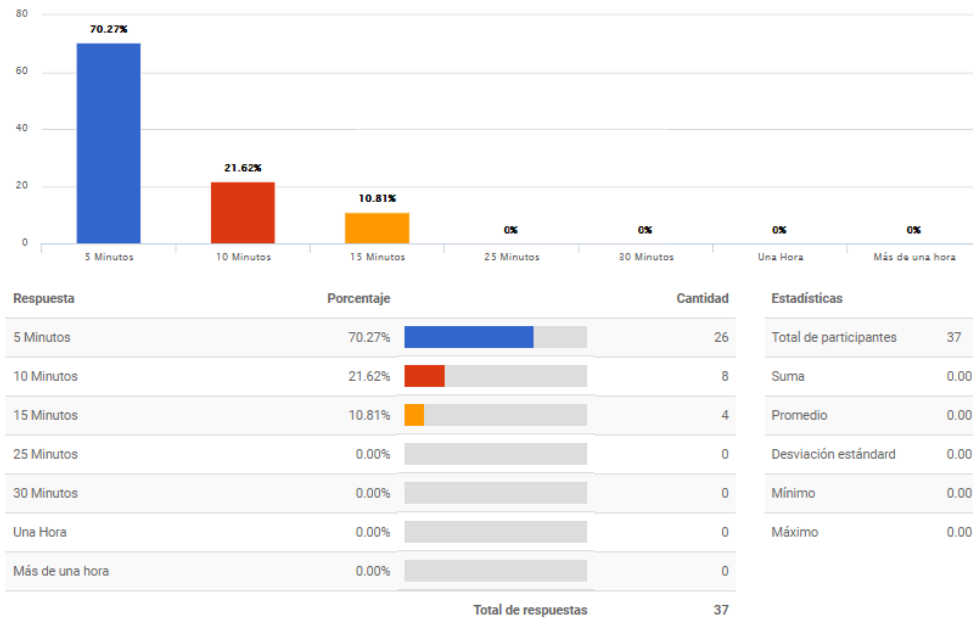 80
70.27%
60
40
21.62%
20
10.81%
0% 0% 0% 0%
0
5 Minutos 10 Minutos 15 Minutos 25 Minutos 30 Minutos Una Hora Más de una hora
Respuesta Porcentaje Cantidad Estadísticas
5 Minutos 70.27% 26 Total de participantes 37
10 Minutos 21.62% 8 Suma 0.00
15 Minutos 10.81% 4 Promedio 0.00
25 Minutos 0.00% 0 Desviación estándard 0.00
30 Minutos 0.00% 0 Mínimo 0.00
Una Hora 0.00% 0 Máximo 0.00
Más de una hora 0.00% 0
Total de respuestas 37